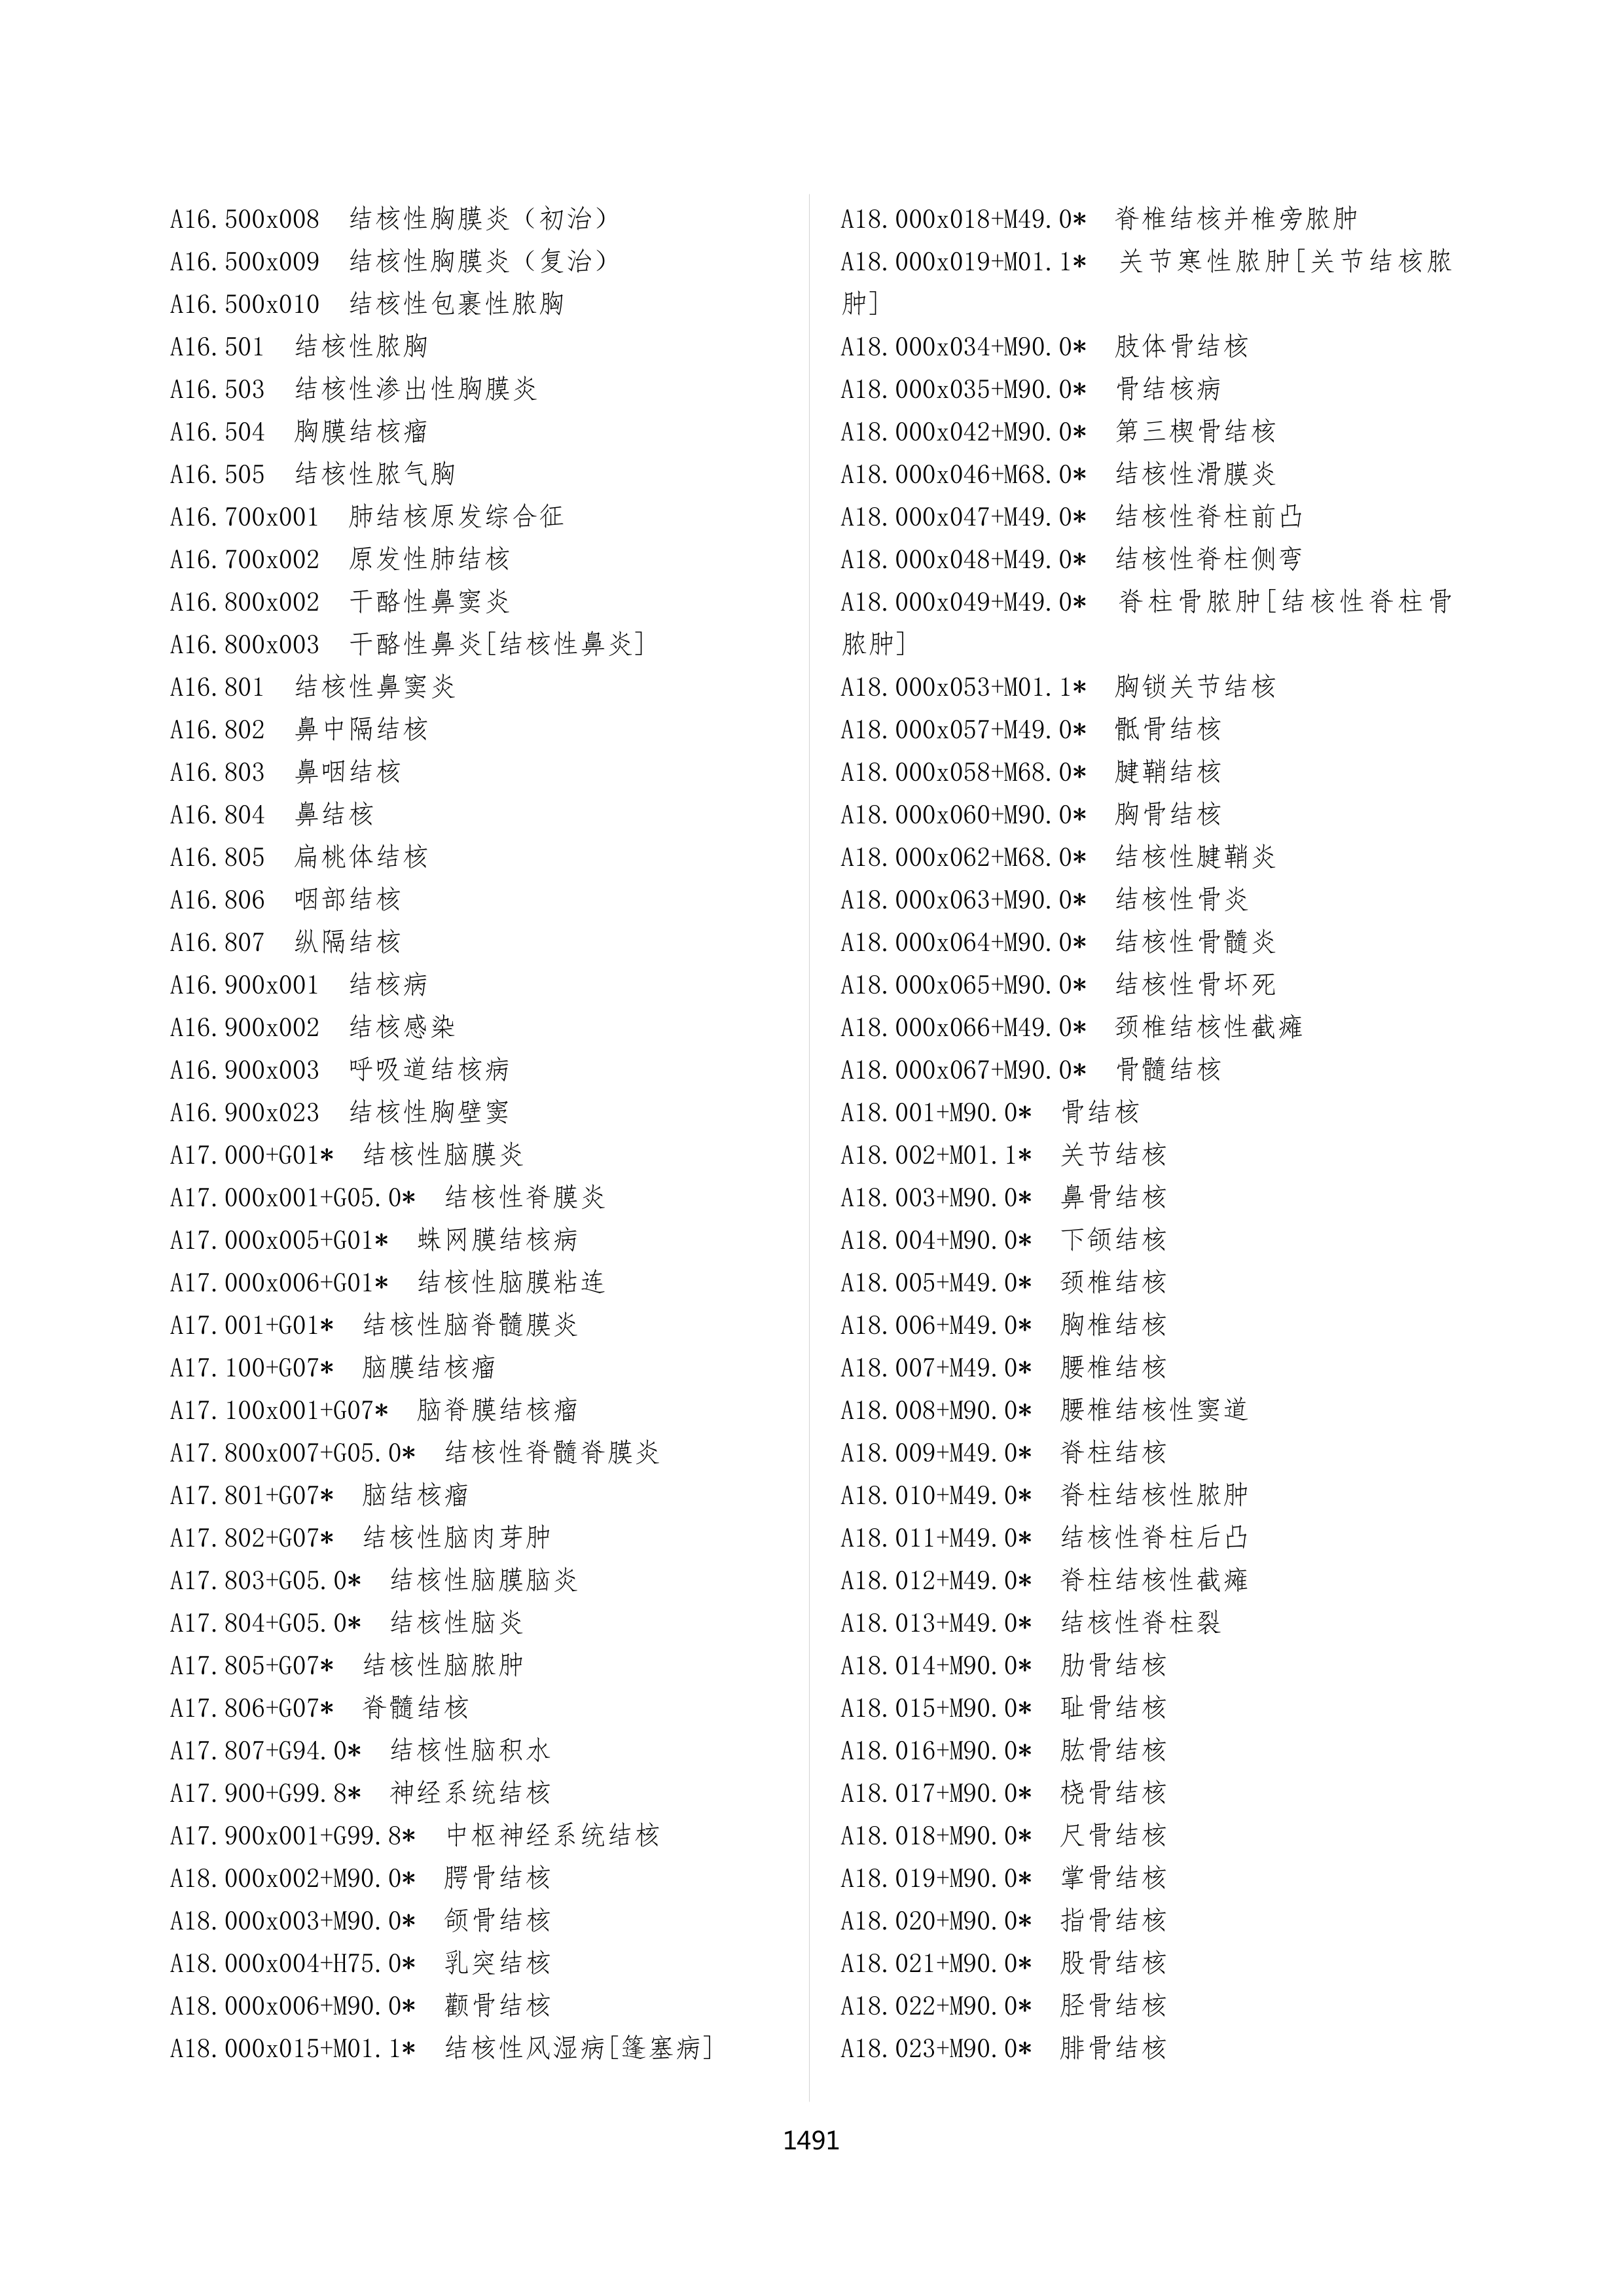 A16.500x008 结核性胸膜炎（初治）
A16.500x009 结核性胸膜炎（复治）
A16.500x010 结核性包裹性脓胸
A16.501 结核性脓胸
A16.503 结核性渗出性胸膜炎
A16.504 胸膜结核瘤
A16.505 结核性脓气胸
A16.700x001 肺结核原发综合征
A16.700x002 原发性肺结核
A16.800x002 干酪性鼻窦炎
A16.800x003 干酪性鼻炎[结核性鼻炎]
A16.801 结核性鼻窦炎
A16.802 鼻中隔结核
A16.803 鼻咽结核
A16.804 鼻结核
A16.805 扁桃体结核
A16.806 咽部结核
A16.807 纵隔结核
A16.900x001 结核病
A16.900x002 结核感染
A16.900x003 呼吸道结核病
A16.900x023 结核性胸壁窦
A17.000+G01* 结核性脑膜炎
A17.000x001+G05.0* 结核性脊膜炎
A17.000x005+G01* 蛛网膜结核病
A17.000x006+G01* 结核性脑膜粘连
A17.001+G01* 结核性脑脊髓膜炎
A17.100+G07* 脑膜结核瘤
A17.100x001+G07* 脑脊膜结核瘤
A17.800x007+G05.0* 结核性脊髓脊膜炎
A17.801+G07* 脑结核瘤
A17.802+G07* 结核性脑肉芽肿
A17.803+G05.0* 结核性脑膜脑炎
A17.804+G05.0* 结核性脑炎
A17.805+G07* 结核性脑脓肿
A17.806+G07* 脊髓结核
A17.807+G94.0* 结核性脑积水
A17.900+G99.8* 神经系统结核
A17.900x001+G99.8* 中枢神经系统结核
A18.000x002+M90.0* 腭骨结核
A18.000x003+M90.0* 颌骨结核
A18.000x004+H75.0* 乳突结核
A18.000x006+M90.0* 颧骨结核
A18.000x015+M01.1* 结核性风湿病[篷塞病]
A18.000x018+M49.0* 脊椎结核并椎旁脓肿
A18.000x019+M01.1* 关节寒性脓肿[关节结核脓
肿]
A18.000x034+M90.0* 肢体骨结核
A18.000x035+M90.0* 骨结核病
A18.000x042+M90.0* 第三楔骨结核
A18.000x046+M68.0* 结核性滑膜炎
A18.000x047+M49.0* 结核性脊柱前凸
A18.000x048+M49.0* 结核性脊柱侧弯
A18.000x049+M49.0* 脊柱骨脓肿[结核性脊柱骨
脓肿]
A18.000x053+M01.1* 胸锁关节结核
A18.000x057+M49.0* 骶骨结核
A18.000x058+M68.0* 腱鞘结核
A18.000x060+M90.0* 胸骨结核
A18.000x062+M68.0* 结核性腱鞘炎
A18.000x063+M90.0* 结核性骨炎
A18.000x064+M90.0* 结核性骨髓炎
A18.000x065+M90.0* 结核性骨坏死
A18.000x066+M49.0* 颈椎结核性截瘫
A18.000x067+M90.0* 骨髓结核
A18.001+M90.0* 骨结核
A18.002+M01.1* 关节结核
A18.003+M90.0* 鼻骨结核
A18.004+M90.0* 下颌结核
A18.005+M49.0* 颈椎结核
A18.006+M49.0* 胸椎结核
A18.007+M49.0* 腰椎结核
A18.008+M90.0* 腰椎结核性窦道
A18.009+M49.0* 脊柱结核
A18.010+M49.0* 脊柱结核性脓肿
A18.011+M49.0* 结核性脊柱后凸
A18.012+M49.0* 脊柱结核性截瘫
A18.013+M49.0* 结核性脊柱裂
A18.014+M90.0* 肋骨结核
A18.015+M90.0* 耻骨结核
A18.016+M90.0* 肱骨结核
A18.017+M90.0* 桡骨结核
A18.018+M90.0* 尺骨结核
A18.019+M90.0* 掌骨结核
A18.020+M90.0* 指骨结核
A18.021+M90.0* 股骨结核
A18.022+M90.0* 胫骨结核
A18.023+M90.0* 腓骨结核
1491